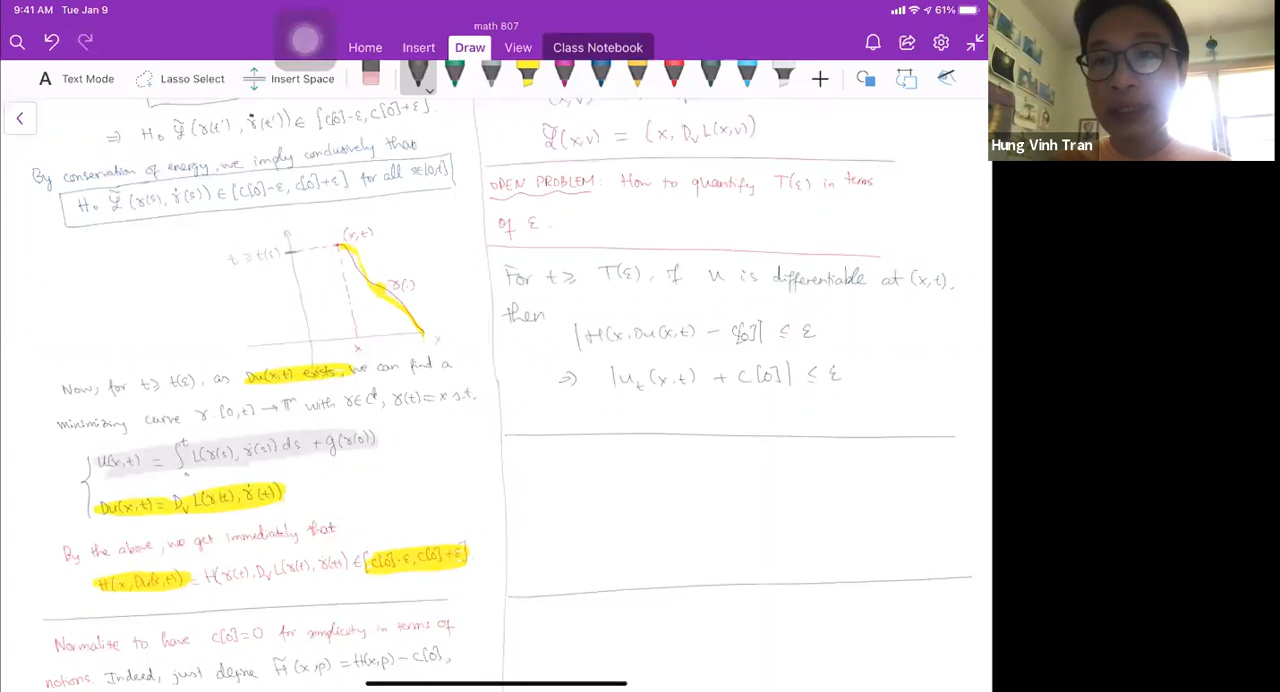 9:41 AM Tue Jan 9
61%
math 807
Home Insert Draw View Class Notebook
A Text Mode Lasso Select Insert Space
Hung Vinh Tran
⇒ H∘ L̃(γ(t'), γ̇(t')) ∈ [c[0]-ε, c[0]+ε].
By conservation of energy, we imply conclusively that
H∘ L̃(γ(s), γ̇(s)) ∈ [c[0]-ε, c[0]+ε] for all s∈[0,t]
(x,t)
t ≥ t(ε)
γ(·)
x
x
Now, for t ≥ t(ε), as Du(x,t) exists, we can find a
minimizing curve γ: [0,t] → 𝕋ⁿ with γ∈C¹, γ(t)=x s.t.
u(x,t) = ∫₀ᵗ L(γ(s), γ̇(s)) ds + g(γ(0))
Du(x,t) = D_v L(γ(t), γ̇(t))
By the above, we get immediately that
H(x, Du(x,t)) = H(γ(t), D_v L(γ(t), γ̇(t)) ∈ [c[0]-ε, c[0]+ε].
Normalize to have c[0]=0 for simplicity in terms of
notions. Indeed, just define H̃(x,p) = H(x,p) - c[0],
(x,v)
L̃(x,v) = (x, D_v L(x,v))
OPEN PROBLEM: How to quantify T(ε) in terms
of ε.
For t ≥ T(ε), if u is differentiable at (x,t),
then
|H(x,Du(x,t) - c[0]| ≤ ε
⇒ |u_t(x,t) + c[0]| ≤ ε